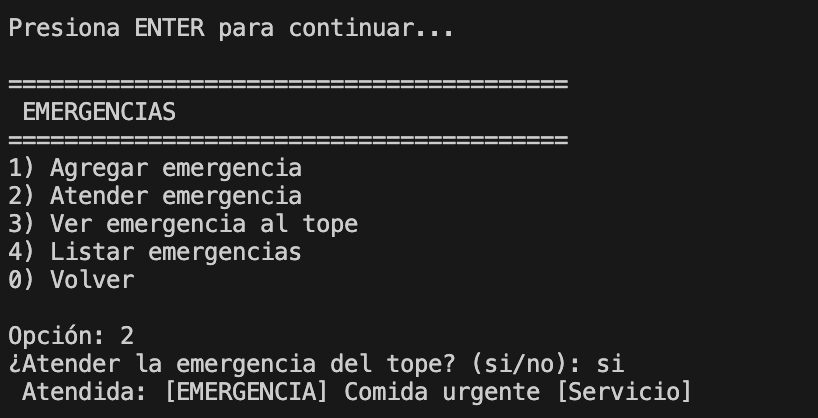 Presiona ENTER para continuar...
========================================
EMERGENCIAS
========================================
1) Agregar emergencia
2) Atender emergencia
3) Ver emergencia al tope
4) Listar emergencias
0) Volver
Opción: 2
¿Atender la emergencia del tope? (si/no): si
Atendida: [EMERGENCIA] Comida urgente [Servicio]